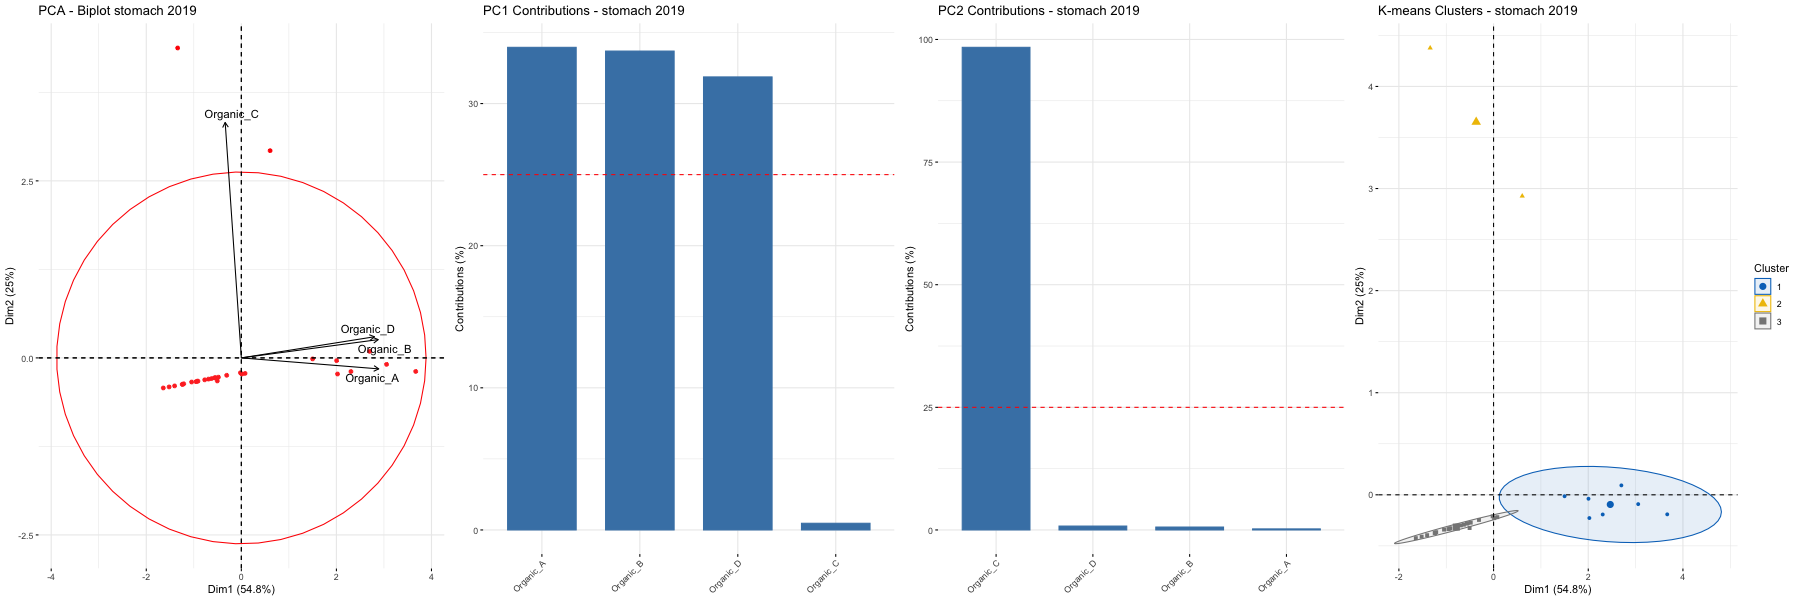 PCA - Biplot stomach 2019
Organic_C
Organic_D
Organic_B
Organic_A
2.5
0.0
-2.5
-4
-2
0
2
4
Dim2 (25%)
Dim1 (54.8%)
PC1 Contributions - stomach 2019
30
20
10
0
Contributions (%)
Organic_A
Organic_B
Organic_D
Organic_C
PC2 Contributions - stomach 2019
100
75
50
25
0
Contributions (%)
Organic_C
Organic_D
Organic_B
Organic_A
K-means Clusters - stomach 2019
4
3
2
1
0
-2
0
2
4
Dim2 (25%)
Dim1 (54.8%)
Cluster
1
2
3